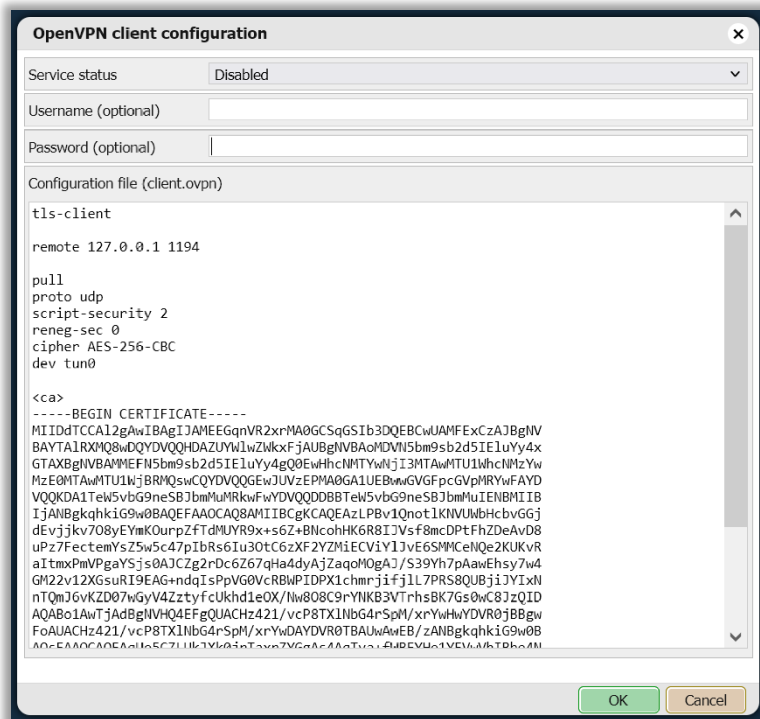 OpenVPN client configuration
Service status Disabled
Username (optional)
Password (optional)
Configuration file (client.ovpn)
tls-client
remote 127.0.0.1 1194
pull
proto udp
script-security 2
reneg-sec 0
cipher AES-256-CBC
dev tun0
<ca>
-----BEGIN CERTIFICATE-----
MIIDdTCCAl2gAwIBAgIJAMEEGqnVR2xrMA0GCSqGSIb3DQEBCwUAMFExCzAJBgNV
BAYTAlRXMQ8wDQYDVQQHDAZUYWlwZWkxFjAUBgNVBAoMDVN5bm9sb2d5IEluYy4x
GTAXBgNVBAMMEFN5bm9sb2d5IEluYy4gQ0EwHhcNMTYwNjI3MTAwMTU1WhcNMzYw
MzE0MTAwMTU1WjBRMQswCQYDVQQGEwJUVzEPMA0GA1UEBwwGVGFpcGVpMRYwFAYD
VQQKDA1TeW5vbG9neSBJbmMuMRkwFwYDVQQDDBBTeW5vbG9neSBJbmMuIENBMIIB
IjANBgkqhkiG9w0BAQEFAAOCAQ8AMIIBCgKCAQEAzLPBv1QnotlKNVUWbHcbvGGj
dEvjjkv7O8yEYmKOurpZfTdMUYR9x+s6Z+BNcohHK6R8IJVsf8mcDPtFhZDeAvD8
uPz7FectemYsZ5w5c47pIbRs6Iu3OtC6zXF2YZMiECViYlJvE6SMMCeNQe2KUKvR
aItmxPmVPgaYSjs0AJCZg2rDc6Z67qHa4dyAjZaqoMOgAJ/S39Yh7pAawEhsy7w4
GM22v12XGsuRI9EAG+ndqIsPpVG0VcRBWPIDPX1chmrjifjlL7PRS8QUBjiJYIxN
nTQmJ6vKZD07wGyV4ZztyfcUkhd1eOX/Nw8O8C9rYNKB3VTrhsBK7Gs0wC8JzQID
AQABo1AwTjAdBgNVHQ4EFgQUACHz421/vcP8TXlNbG4rSpM/xrYwHwYDVR0jBBgw
FoAUACHz421/vcP8TXlNbG4rSpM/xrYwDAYDVR0TBAUwAwEB/zANBgkqhkiG9w0B
OK Cancel